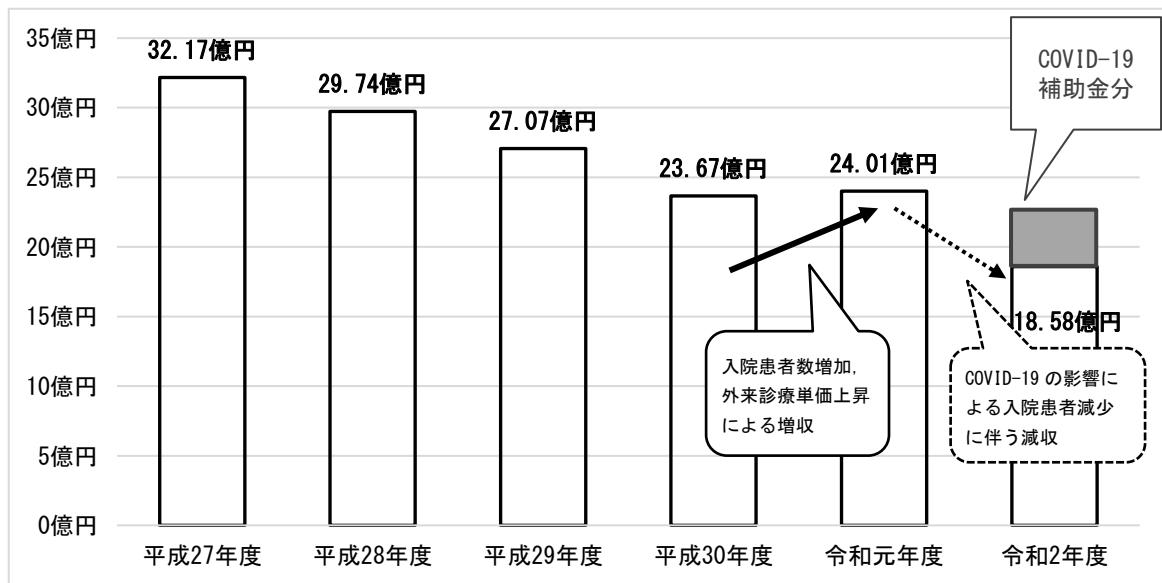 35億円
30億円
25億円
20億円
15億円
10億円
5億円
0億円
32.17億円
29.74億円
27.07億円
23.67億円
24.01億円
18.58億円
COVID-19
補助金分
入院患者数増加,
外来診療単価上昇
による増収
COVID-19 の影響に
よる入院患者減少
に伴う減収
平成27年度
平成28年度
平成29年度
平成30年度
令和元年度
令和2年度